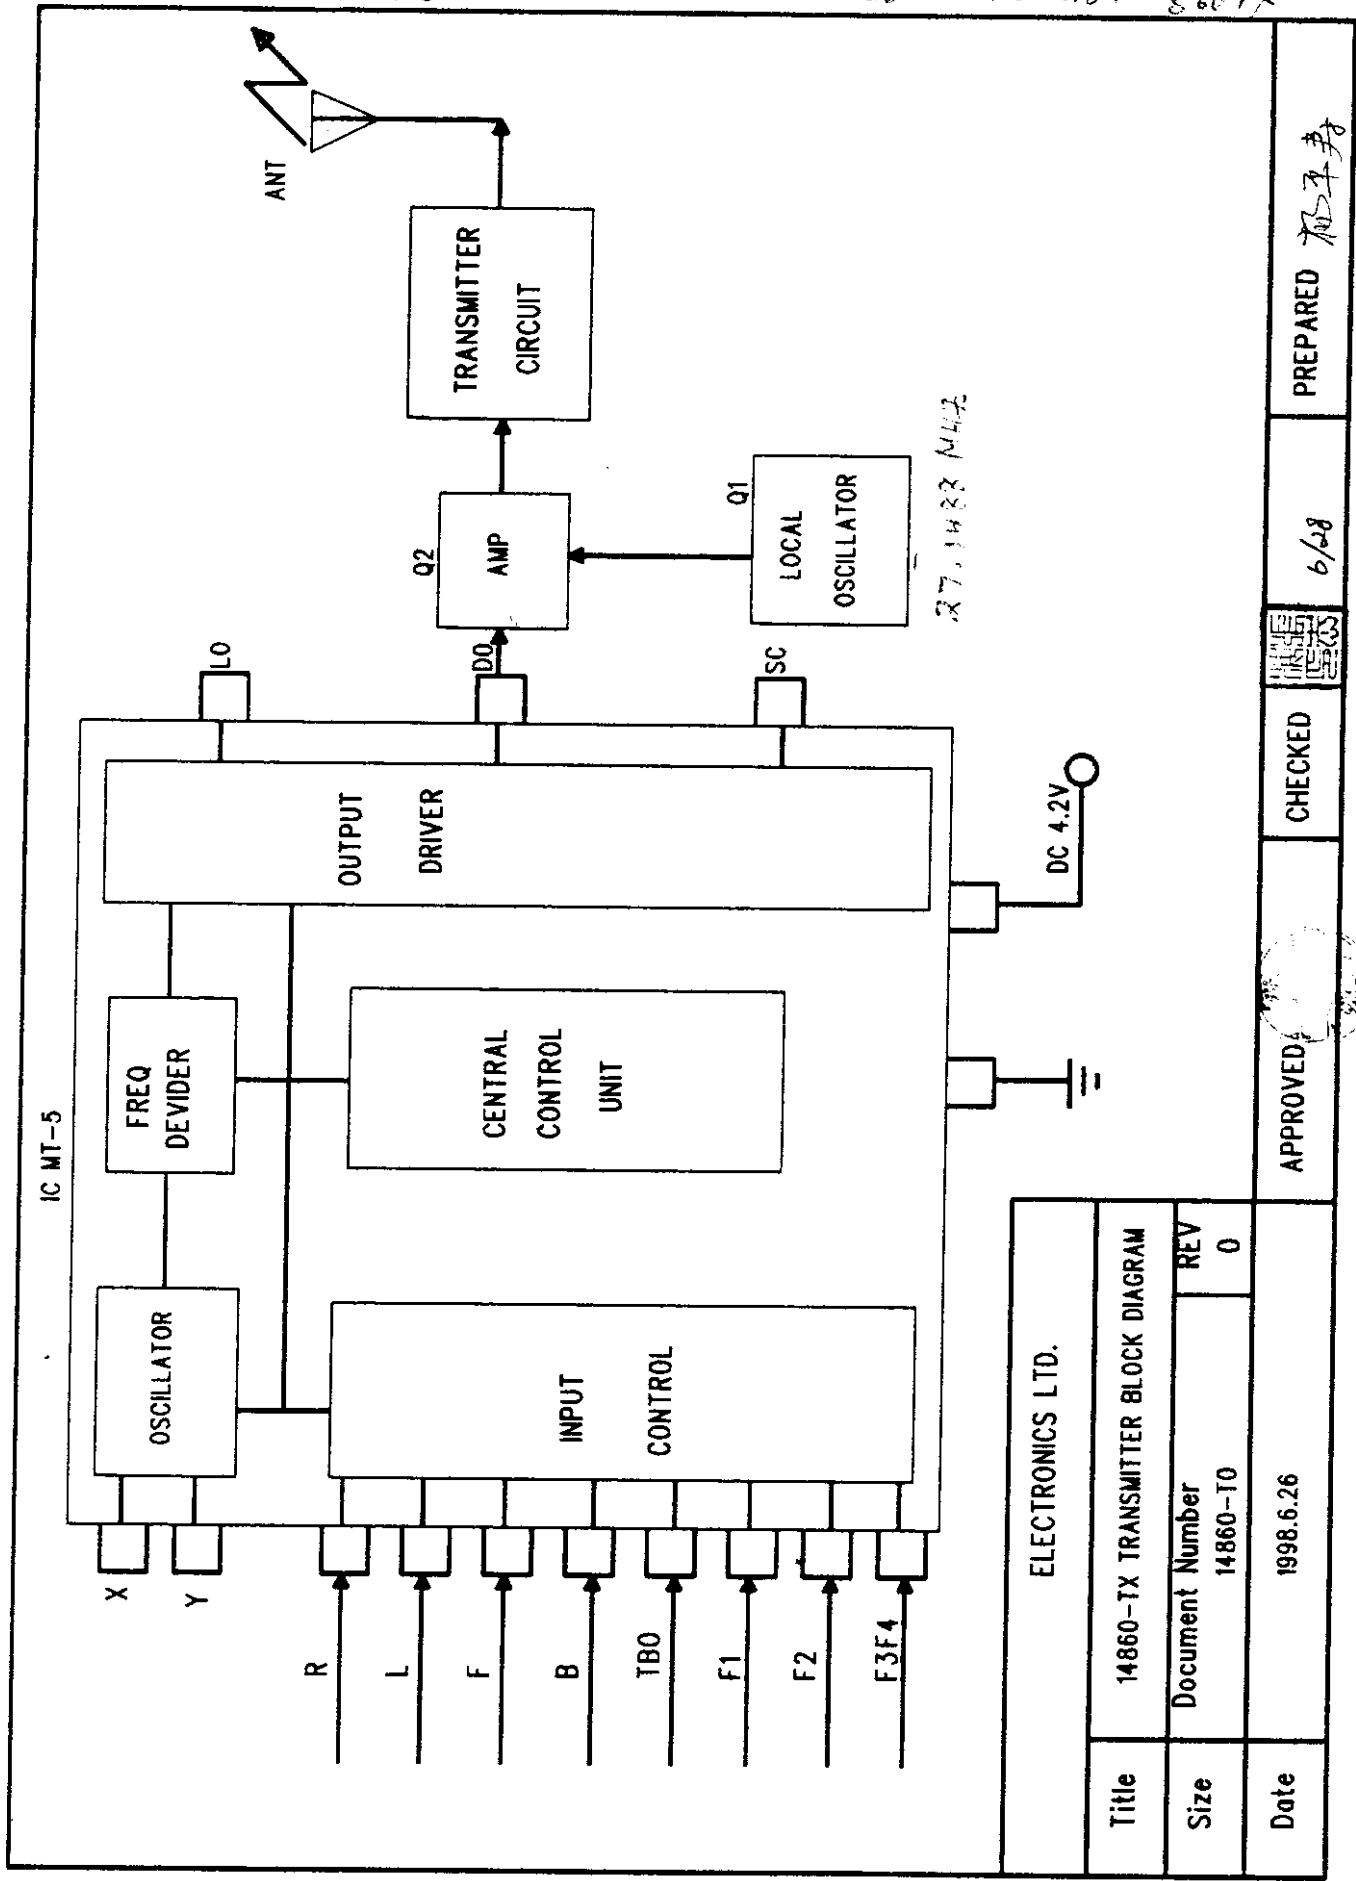 IC MT-5
X
Y
R
L
F
B
TBO
F1
F2
F3F4
OSCILLATOR
FREQ
DEVIDER
INPUT
CONTROL
CENTRAL
CONTROL
UNIT
OUTPUT
DRIVER
LO
DO
SC
DC 4.2V
Q2
AMP
Q1
LOCAL
OSCILLATOR
MHZ
TRANSMITTER
CIRCUIT
ANT
ELECTRONICS LTD.
Title
14860-TX TRANSMITTER BLOCK DIAGRAM
Size
Document Number
14860-TO
REV
0
Date
1998.6.26
APPROVED
CHECKED
6/28
PREPARED